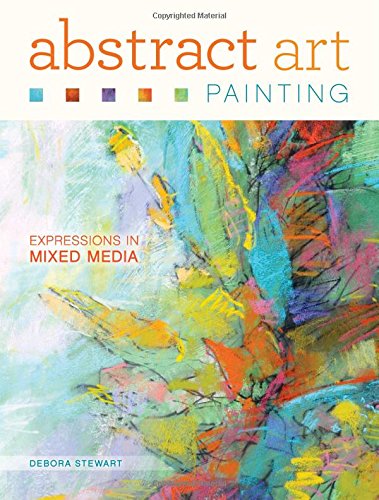 Copyrighted Material
abstract art
PAINTING
EXPRESSIONS IN
MIXED MEDIA
DEBORA STEWART